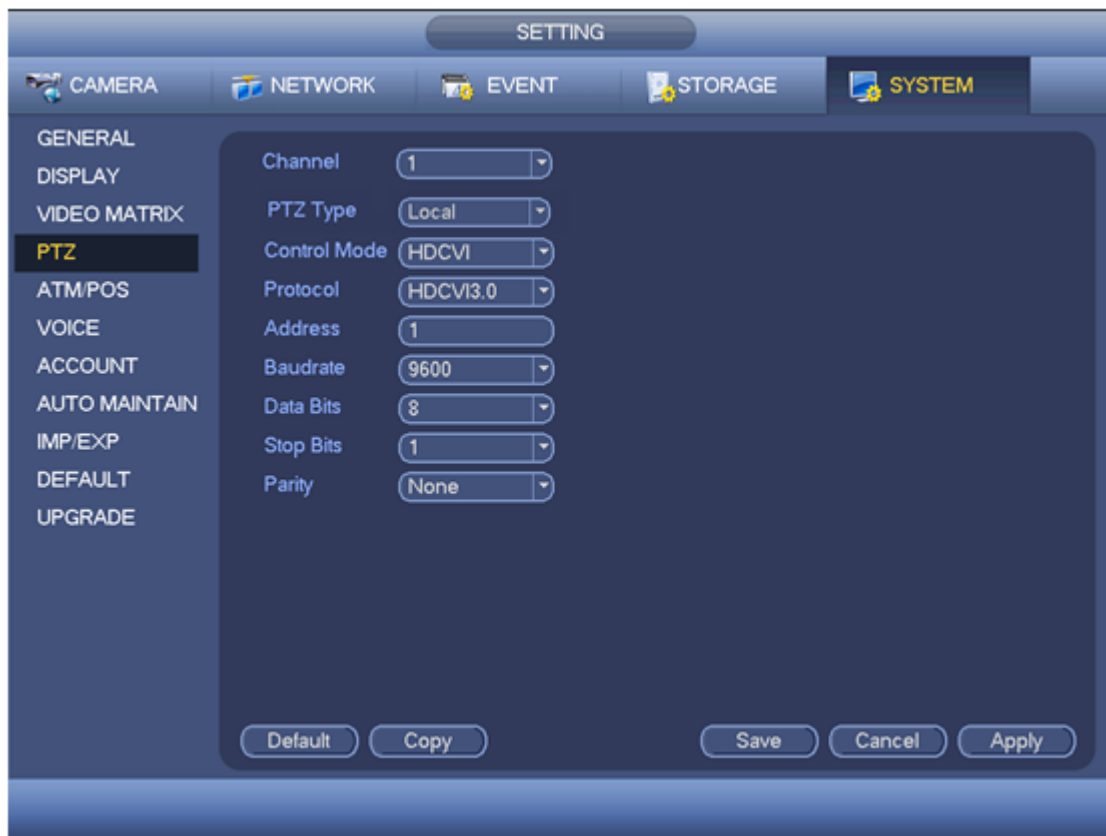 SETTING
CAMERA NETWORK EVENT STORAGE SYSTEM
GENERAL
DISPLAY
VIDEO MATRIX
PTZ
ATM/POS
VOICE
ACCOUNT
AUTO MAINTAIN
IMP/EXP
DEFAULT
UPGRADE
Channel 1
PTZ Type Local
Control Mode HDCVI
Protocol HDCVI3.0
Address 1
Baudrate 9600
Data Bits 8
Stop Bits 1
Parity None
Default Copy Save Cancel Apply